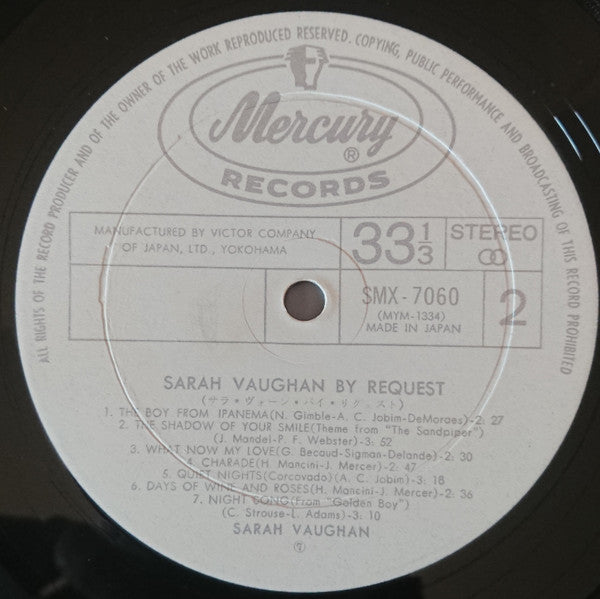 ALL RIGHTS OF THE RECORD PRODUCER AND OF THE OWNER OF THE WORK REPRODUCED RESERVED. COPYING, PUBLIC PERFORMANCE AND BROADCASTING OF THIS RECORD PROHIBITED
Mercury
®
RECORDS
MANUFACTURED BY VICTOR COMPANY
OF JAPAN, LTD., YOKOHAMA
33 1/3
STEREO
SMX-7060
(MYM-1334)
MADE IN JAPAN
2
SARAH VAUGHAN BY REQUEST
(サラ・ヴォーン・バイ・リクェスト)
1. THE BOY FROM IPANEMA(N. Gimble-A. C. Jobim-DeMoraes)-2: 27
2. THE SHADOW OF YOUR SMILE(Theme from "The Sandpiper")
(J. Mandel-P. F. Webster)-3: 52
3. WHAT NOW MY LOVE(G. Becaud-Sigman-Delande)-2: 30
4. CHARADE(H. Mancini-J. Mercer)-2: 47
5. QUIET NIGHTS(Corcovado)(A. C. Jobim)-3: 18
6. DAYS OF WINE AND ROSES(H. Mancini-J. Mercer)-2: 36
7. NIGHT SONG(From "Golden Boy")
(C. Strouse-L. Adams)-3: 10
SARAH VAUGHAN